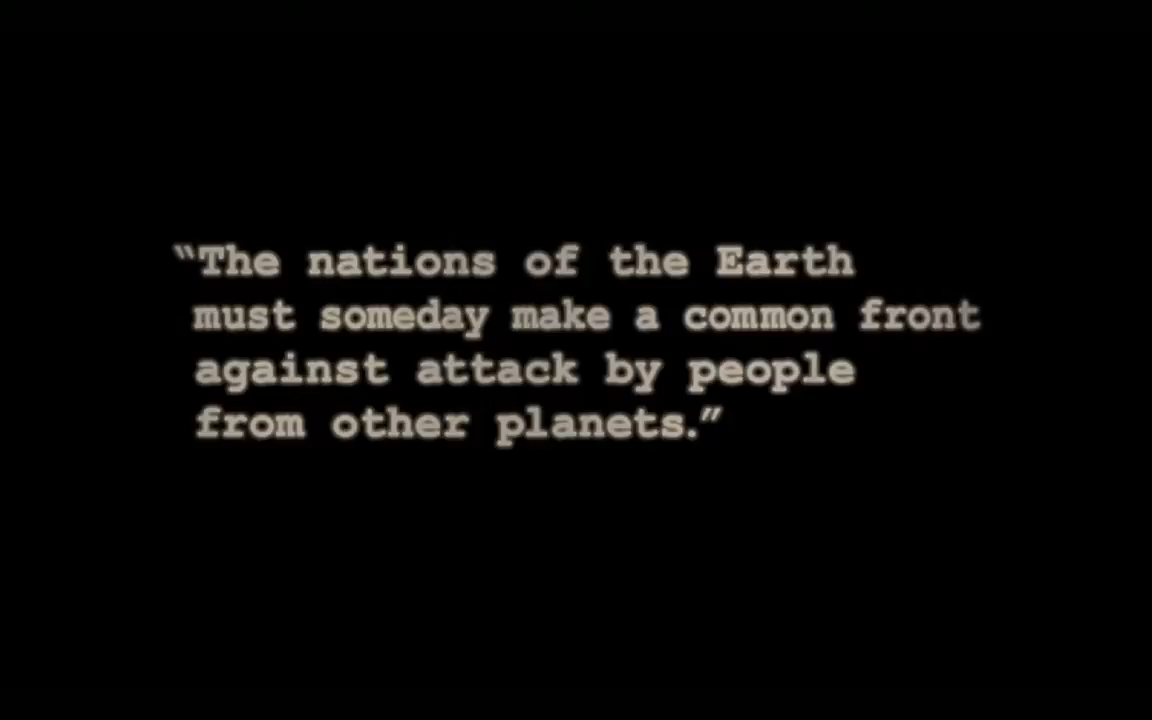 “The nations of the Earth
must someday make a common front
against attack by people
from other planets.”